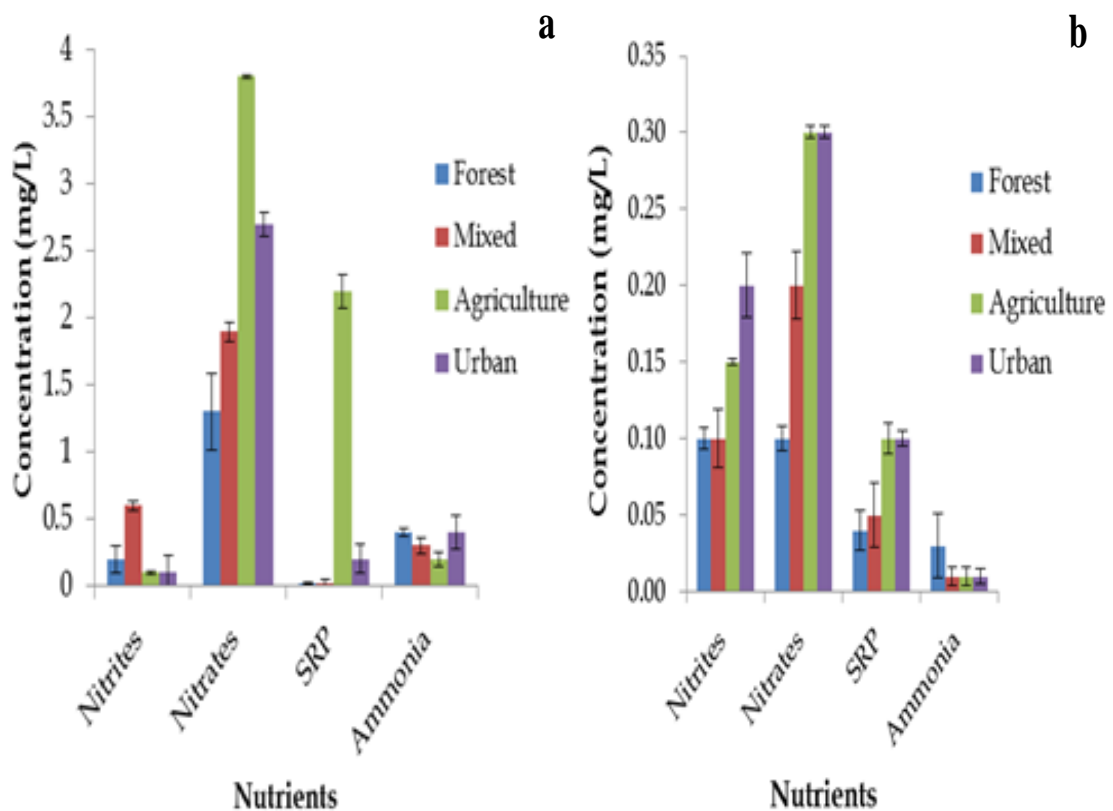 a
4
3.5
3
2.5
2
1.5
1
0.5
0
Concentration (mg/L)
Forest
Mixed
Agriculture
Urban
Nitrites
Nitrates
SRP
Ammonia
Nutrients
b
0.35
0.30
0.25
0.20
0.15
0.10
0.05
0.00
Concentration (mg/L)
Forest
Mixed
Agriculture
Urban
Nitrites
Nitrates
SRP
Ammonia
Nutrients